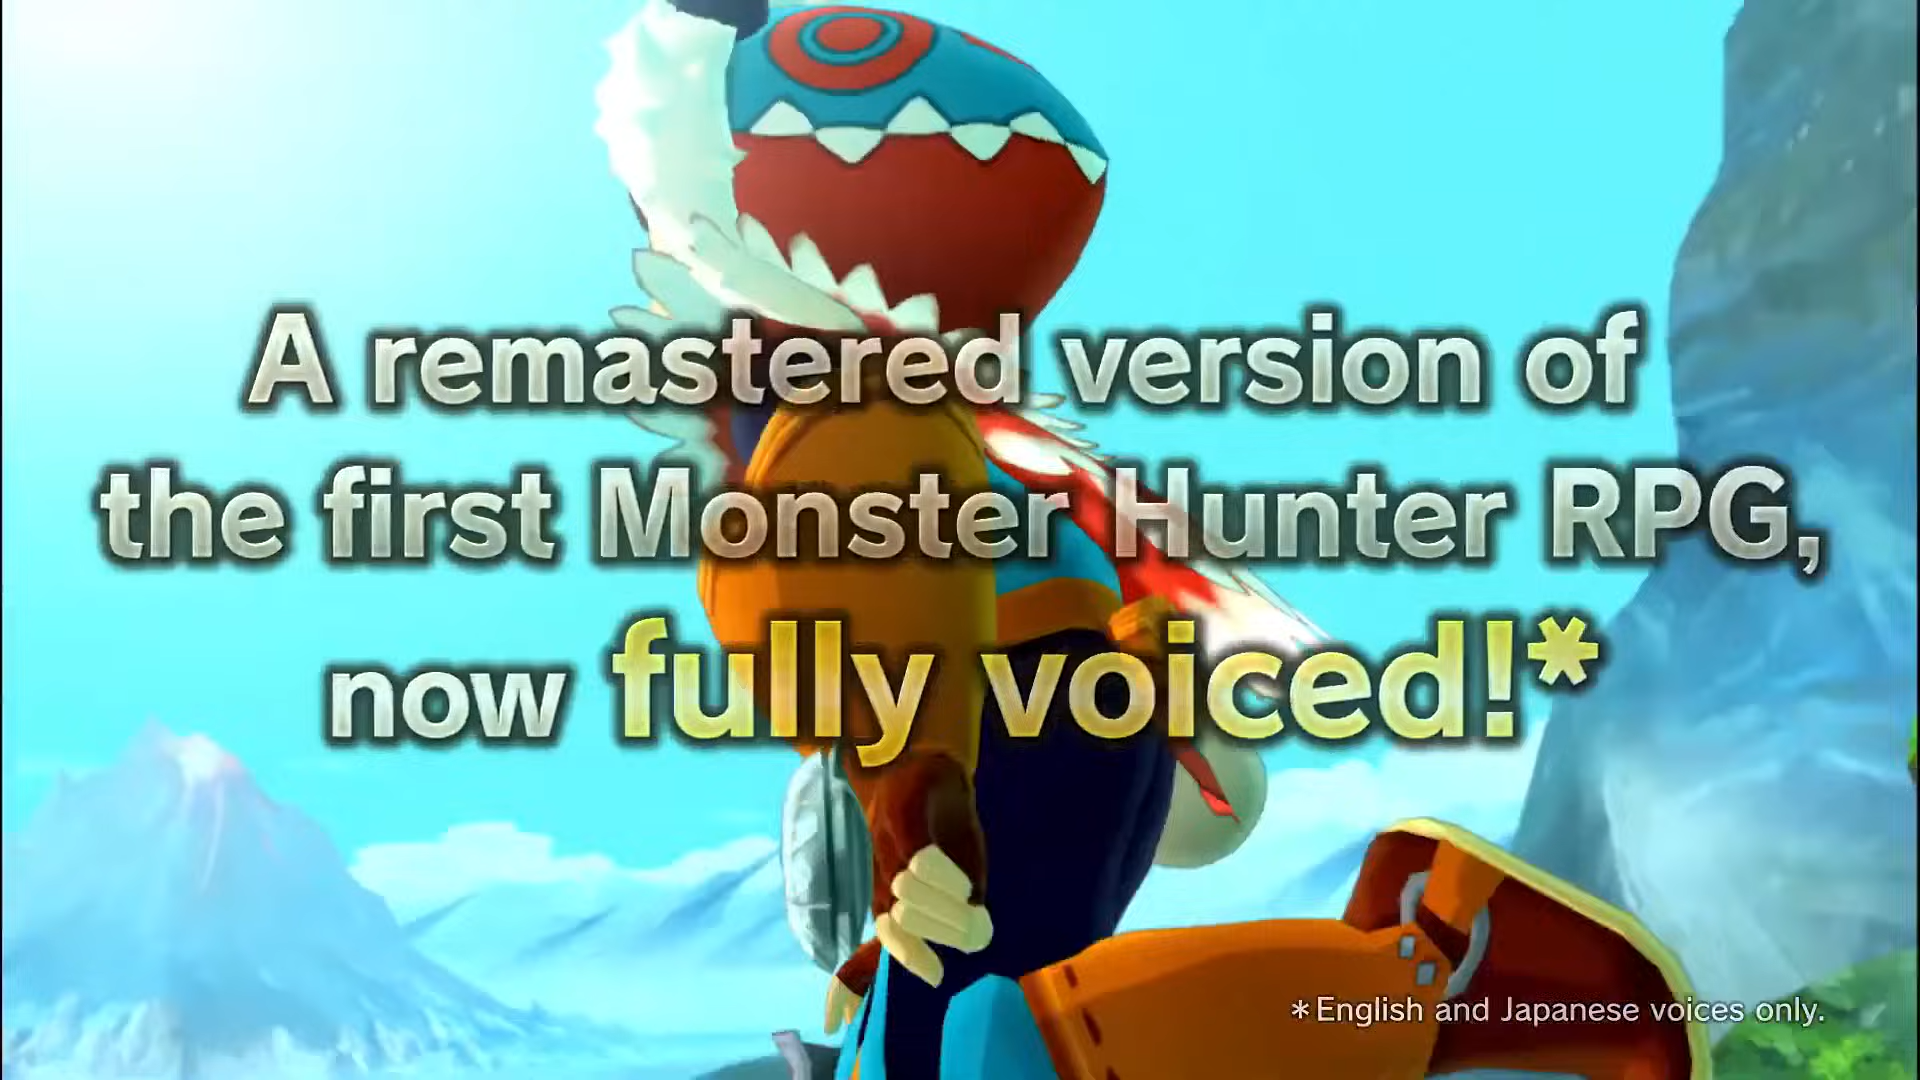 A remastered version of
the first Monster Hunter RPG,
now fully voiced!*
*English and Japanese voices only.